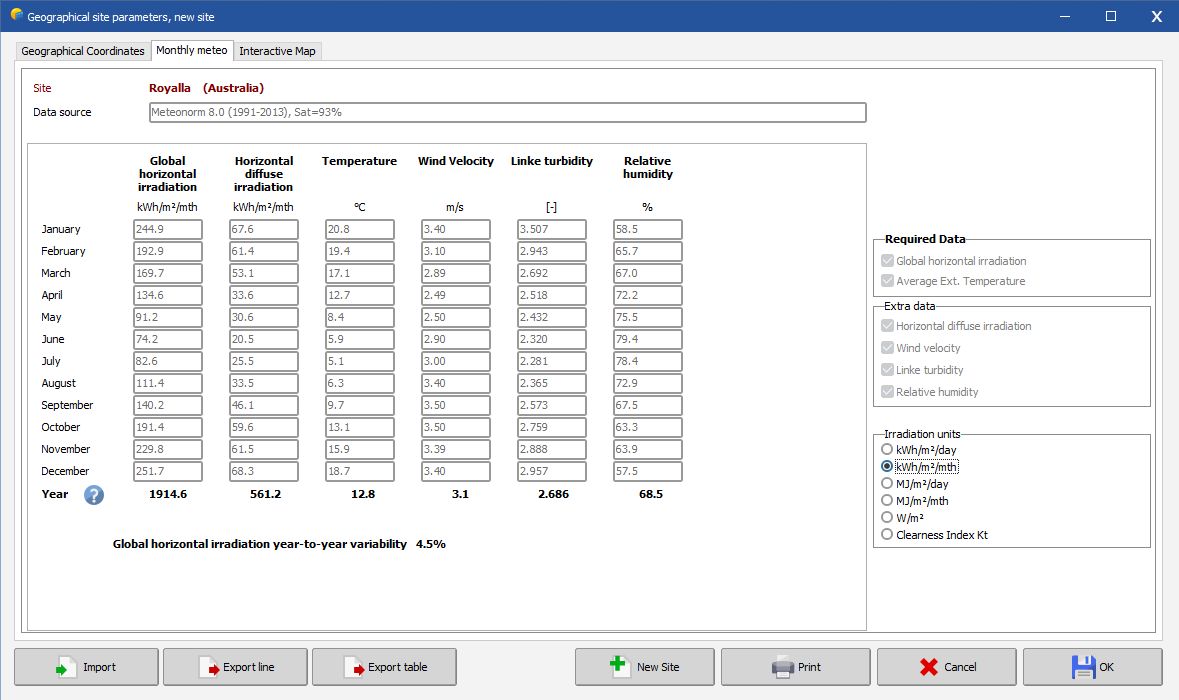 Geographical site parameters, new site
Geographical Coordinates Monthly meteo Interactive Map
Site Royalla (Australia)
Data source Meteonorm 8.0 (1991-2013), Sat=93%
Global horizontal irradiation Horizontal diffuse irradiation Temperature Wind Velocity Linke turbidity Relative humidity
kWh/m²/mth kWh/m²/mth °C m/s [-] %
January 244.9 67.6 20.8 3.40 3.507 58.5
February 192.9 61.4 19.4 3.10 2.943 65.7
March 169.7 53.1 17.1 2.89 2.692 67.0
April 134.6 33.6 12.7 2.49 2.518 72.2
May 91.2 30.6 8.4 2.50 2.432 75.5
June 74.2 20.5 5.9 2.90 2.320 79.4
July 82.6 25.5 5.1 3.00 2.281 78.4
August 111.4 33.5 6.3 3.40 2.365 72.9
September 140.2 46.1 9.7 3.50 2.573 67.5
October 191.4 59.6 13.1 3.50 2.759 63.3
November 229.8 61.5 15.9 3.39 2.888 63.9
December 251.7 68.3 18.7 3.40 2.957 57.5
Year ? 1914.6 561.2 12.8 3.1 2.686 68.5
Global horizontal irradiation year-to-year variability 4.5%
Required Data
Global horizontal irradiation
Average Ext. Temperature
Extra data
Horizontal diffuse irradiation
Wind velocity
Linke turbidity
Relative humidity
Irradiation units
kWh/m²/day
kWh/m²/mth
MJ/m²/day
MJ/m²/mth
W/m²
Clearness Index Kt
Import Export line Export table New Site Print Cancel OK